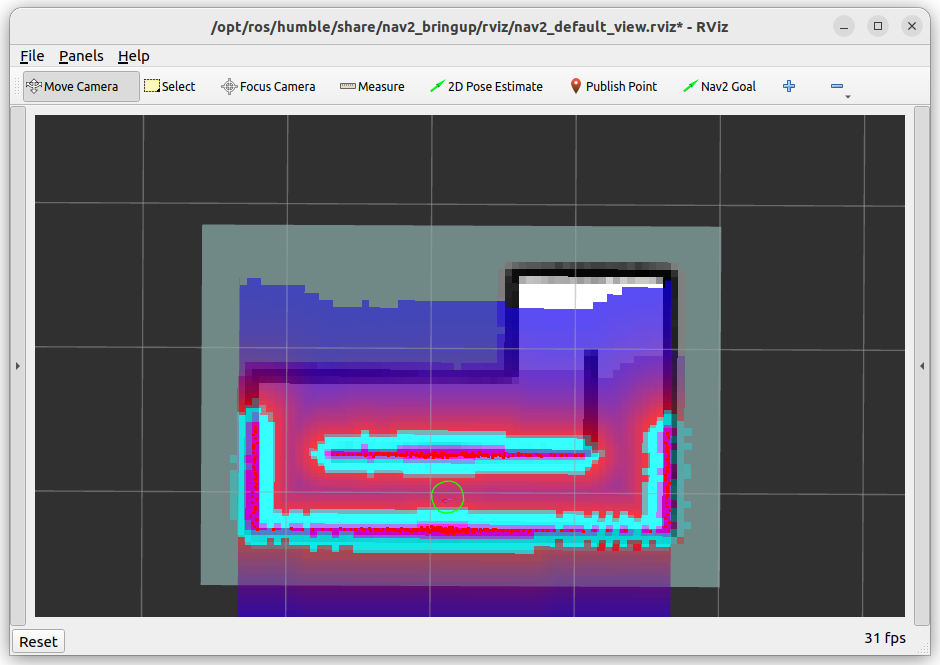 /opt/ros/humble/share/nav2_bringup/rviz/nav2_default_view.rviz* - RViz
File Panels Help
Move Camera Select Focus Camera Measure 2D Pose Estimate Publish Point Nav2 Goal
Reset 31 fps